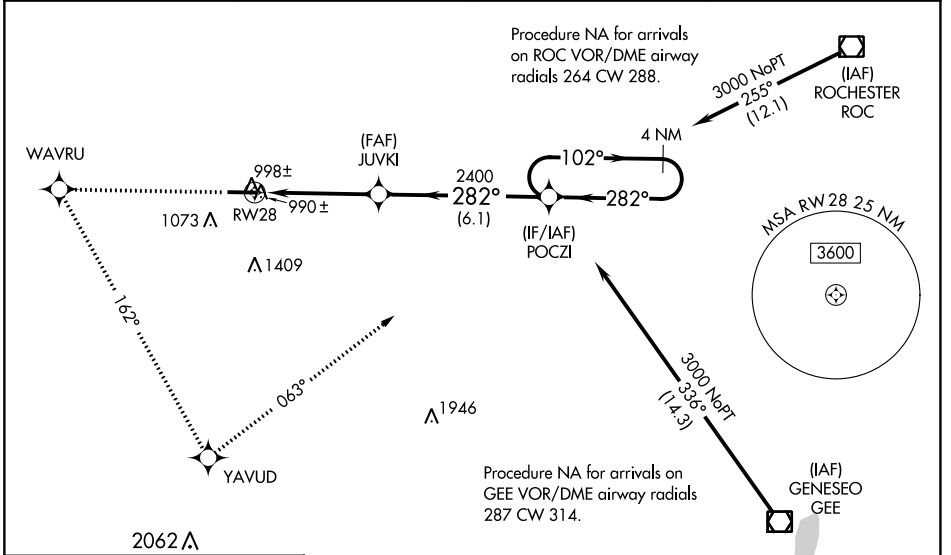 Procedure NA for arrivals
on ROC VOR/DME airway
radials 264 CW 288.
3000 NoPT
255°
(12.1)
(IAF)
ROCHESTER
ROC
4 NM
WAVRU
(FAF)
JUVKI
998±
990±
RW28
1073
2400
282°
(6.1)
102°
282°
(IF/IAF)
POCZI
MSA RW 28 25 NM
3600
1409
162°
063°
3000 NoPT
336°
(14.3)
1946
YAVUD
Procedure NA for arrivals on
GEE VOR/DME airway radials
287 CW 314.
(IAF)
GENESEO
GEE
2062